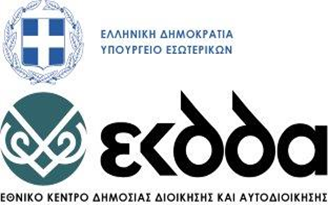 ΕΛΛΗΝΙΚΗ ΔΗΜΟΚΡΑΤΙΑ
ΥΠΟΥΡΓΕΙΟ ΕΣΩΤΕΡΙΚΩΝ
εκδδα
ΕΘΝΙΚΟ ΚΕΝΤΡΟ ΔΗΜΟΣΙΑΣ ΔΙΟΙΚΗΣΗΣ ΚΑΙ ΑΥΤΟΔΙΟΙΚΗΣΗΣ